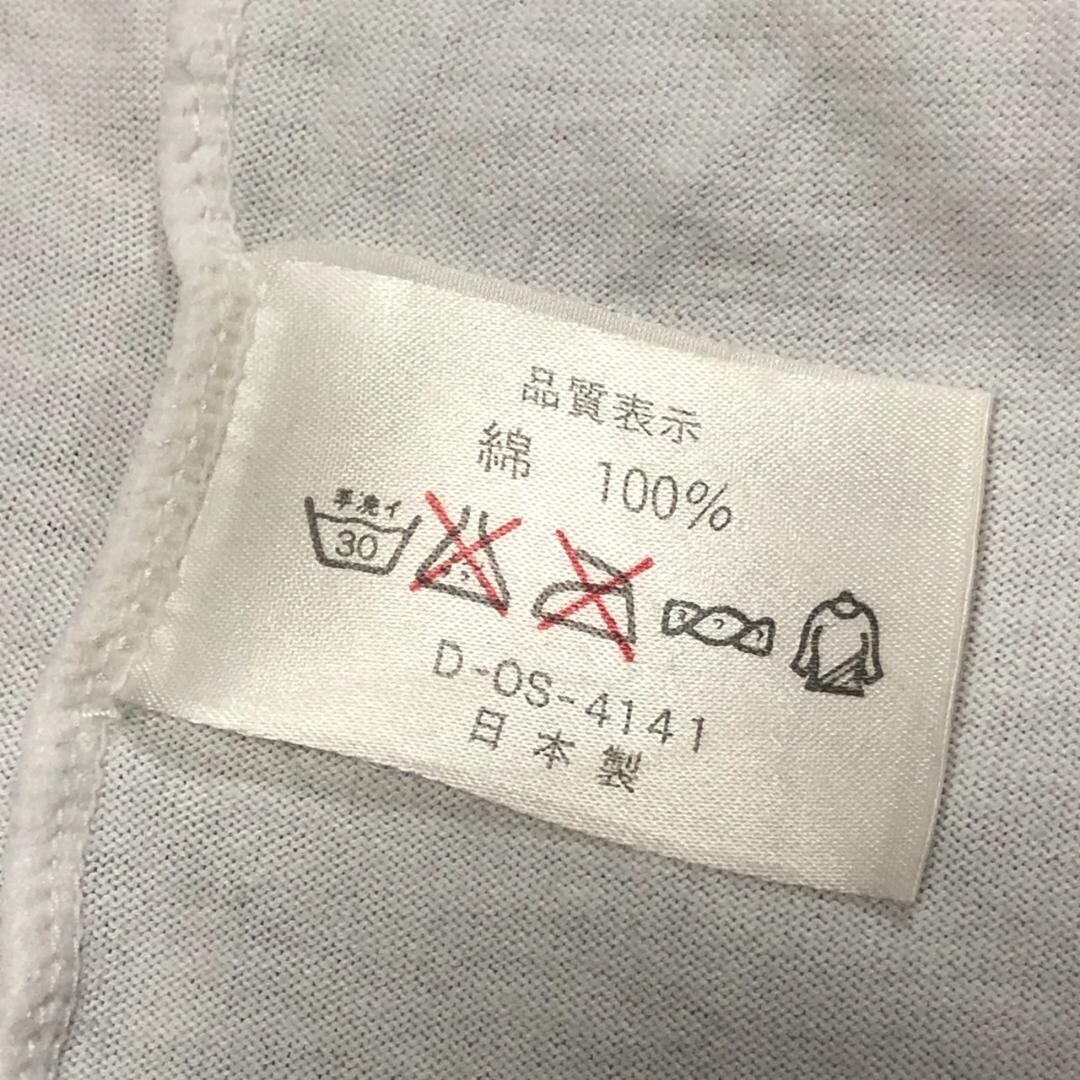 品質表示
綿 100%
手洗イ
30
D-OS-4141
日本製